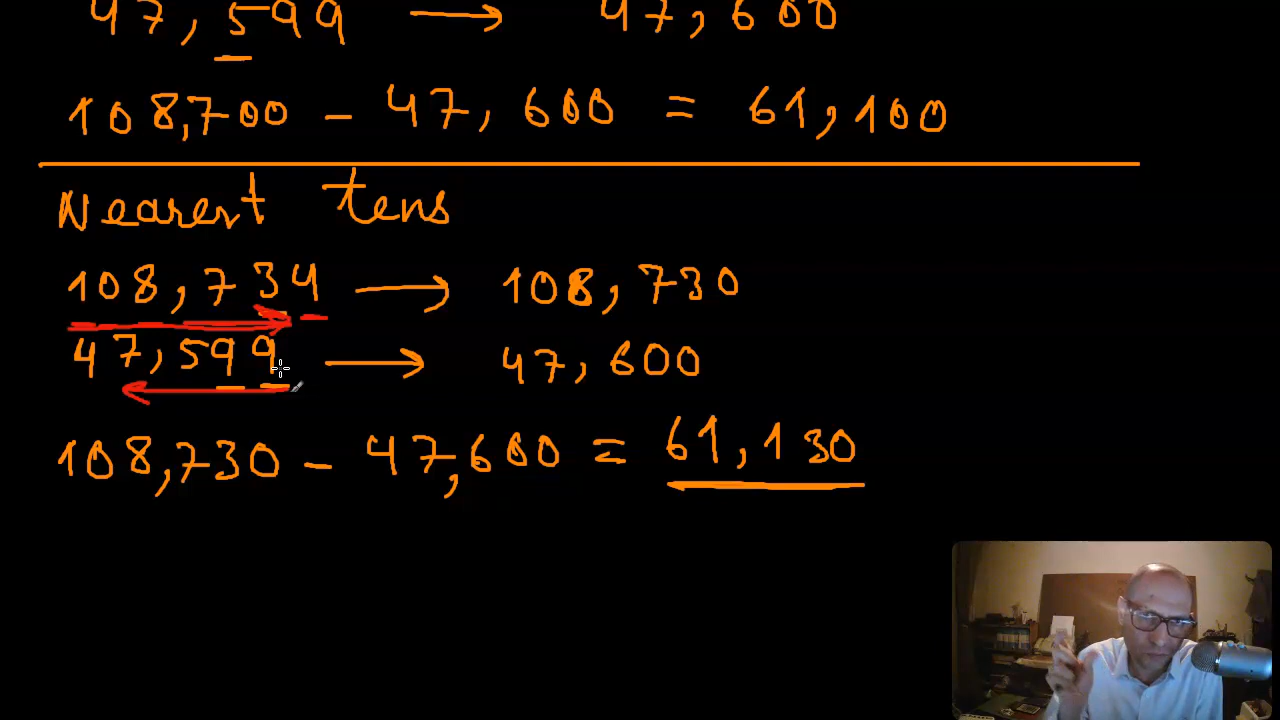 47,599 → 47,600
108,700 - 47,600 = 61,100
Nearest tens
108,734 → 108,730
47,599 → 47,600
108,730 - 47,600 = 61,130